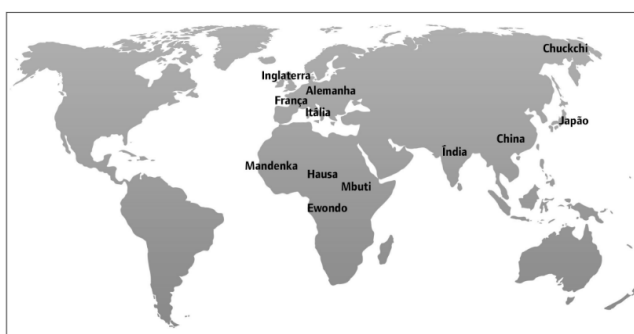 Chuckchi
Inglaterra
Alemanha
França
Itália
Japão
China
Índia
Mandenka
Hausa
Mbuti
Ewondo